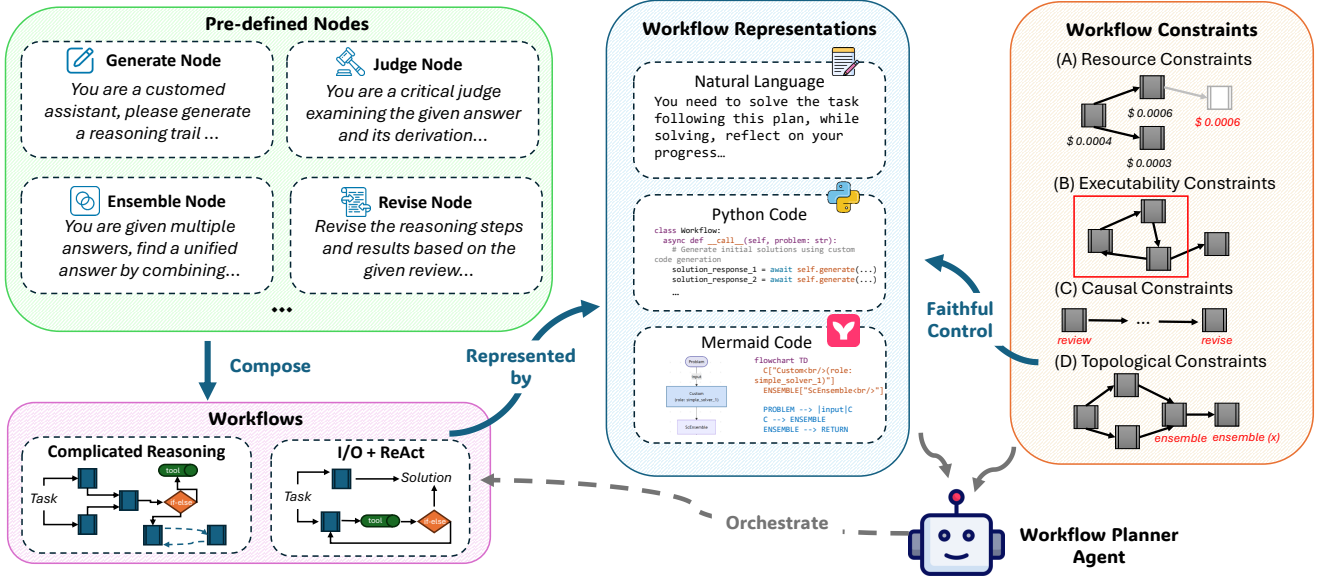 Pre-defined Nodes
Generate Node
You are a customed
assistant, please generate
a reasoning trail ...
Judge Node
You are a critical judge
examining the given answer
and its derivation...
Ensemble Node
You are given multiple
answers, find a unified
answer by combining...
Revise Node
Revise the reasoning steps
and results based on the
given review...
...
Compose
Represented
by
Workflows
Complicated Reasoning
Task
tool
if-else
I/O + ReAct
Task
Solution
tool
if-else
Workflow Representations
Natural Language
You need to solve the task
following this plan, while
solving, reflect on your
progress…
Python Code
class Workflow:
async def __call__(self, problem: str):
# Generate initial solutions using custom
code generation
solution_response_1 = await self.generate(...)
solution_response_2 = await self.generate(...)
…
Mermaid Code
Problem
input
Custom
(role: simple_solver_1)
ScEnsemble
flowchart TD
C["Custom<br/>(role:
simple_solver_1)"]
ENSEMBLE["ScEnsemble<br/>"]
PROBLEM --> |input|C
C --> ENSEMBLE
ENSEMBLE --> RETURN
Faithful
Control
Workflow Constraints
(A) Resource Constraints
$ 0.0004
$ 0.0006
$ 0.0006
$ 0.0003
(B) Executability Constraints
(C) Causal Constraints
...
review
revise
(D) Topological Constraints
ensemble
ensemble (x)
Orchestrate
Workflow Planner
Agent